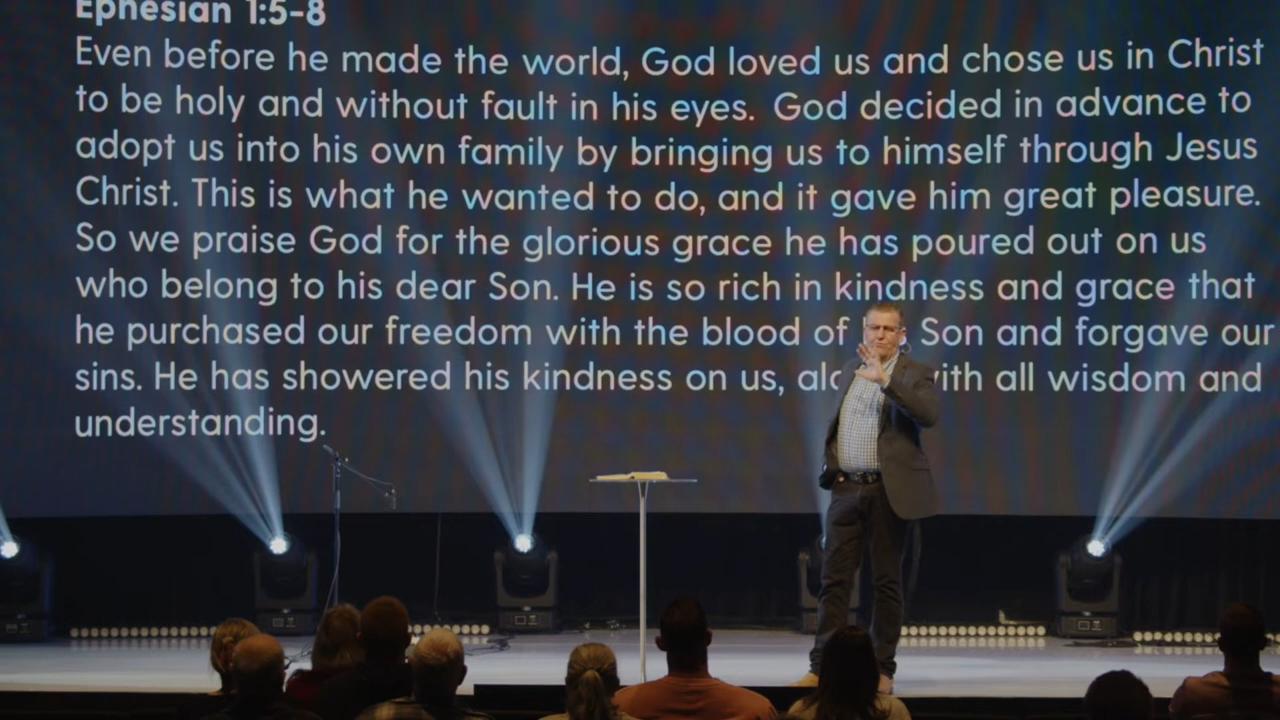 Ephesian 1:5-8
Even before he made the world, God loved us and chose us in Christ
to be holy and without fault in his eyes. God decided in advance to
adopt us into his own family by bringing us to himself through Jesus
Christ. This is what he wanted to do, and it gave him great pleasure.
So we praise God for the glorious grace he has poured out on us
who belong to his dear Son. He is so rich in kindness and grace that
he purchased our freedom with the blood of Son and forgave our
sins. He has showered his kindness on us, with all wisdom and
understanding.